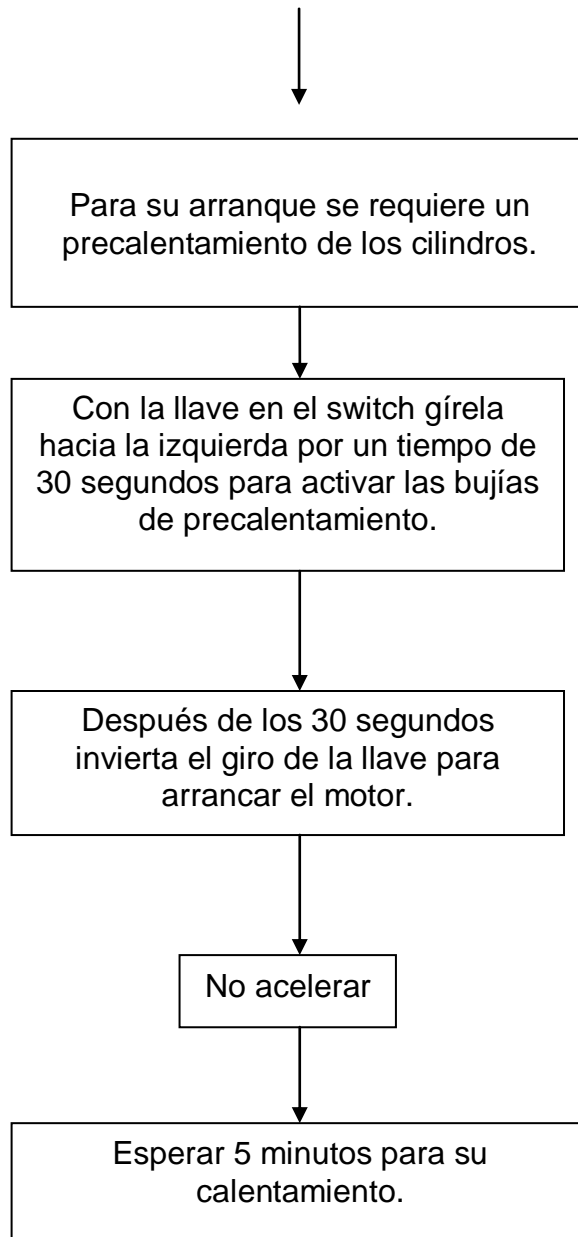 Para su arranque se requiere un
precalentamiento de los cilindros.
Con la llave en el switch gírela
hacia la izquierda por un tiempo de
30 segundos para activar las bujías
de precalentamiento.
Después de los 30 segundos
invierta el giro de la llave para
arrancar el motor.
No acelerar
Esperar 5 minutos para su
calentamiento.